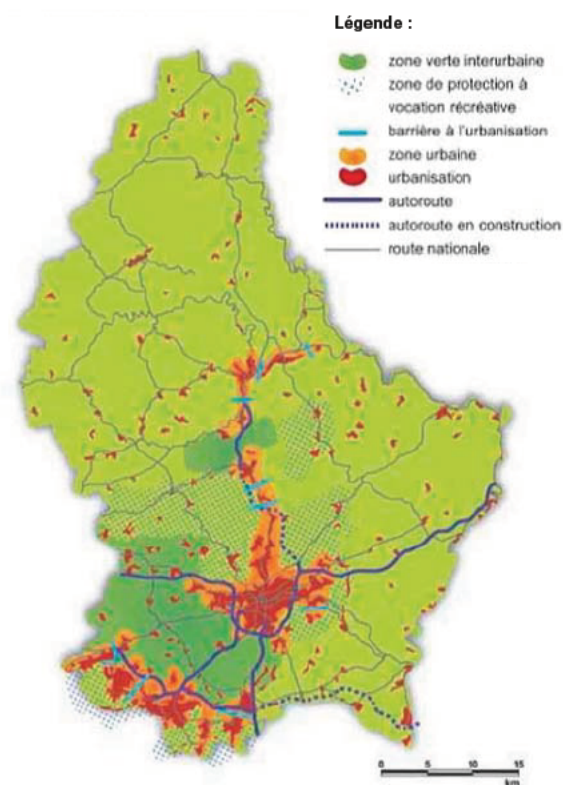 Légende :
zone verte interurbaine
zone de protection à
vocation récréative
barrière à l'urbanisation
zone urbaine
urbanisation
autoroute
autoroute en construction
route nationale
0 5 10 15
km